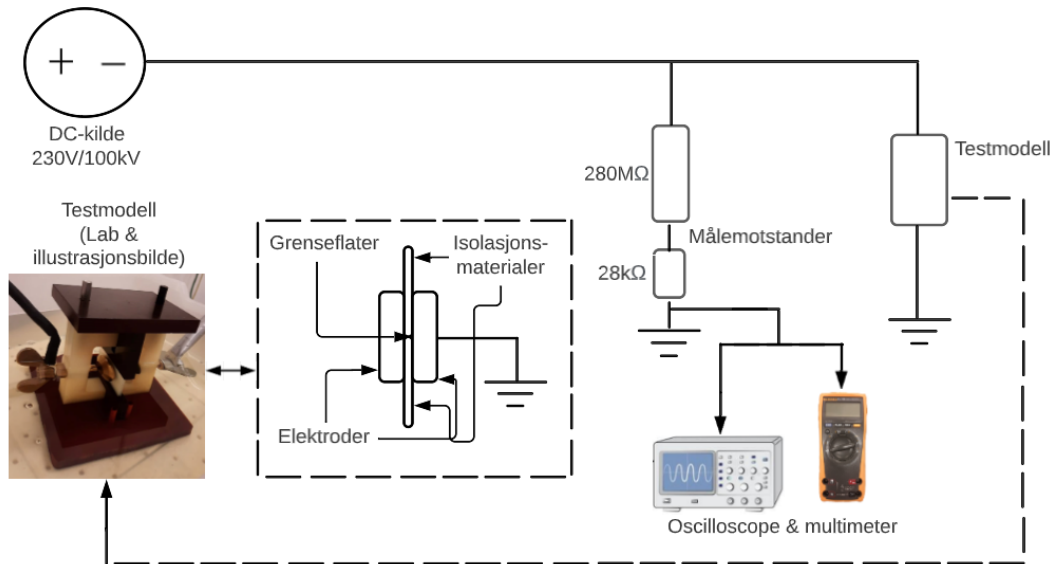 + −
DC-kilde
230V/100kV
Testmodell
(Lab &
illustrasjonsbilde)
Grenseflater
Isolasjons-
materialer
Elektroder
280MΩ
Målemotstander
28kΩ
Testmodell
Oscilloscope & multimeter